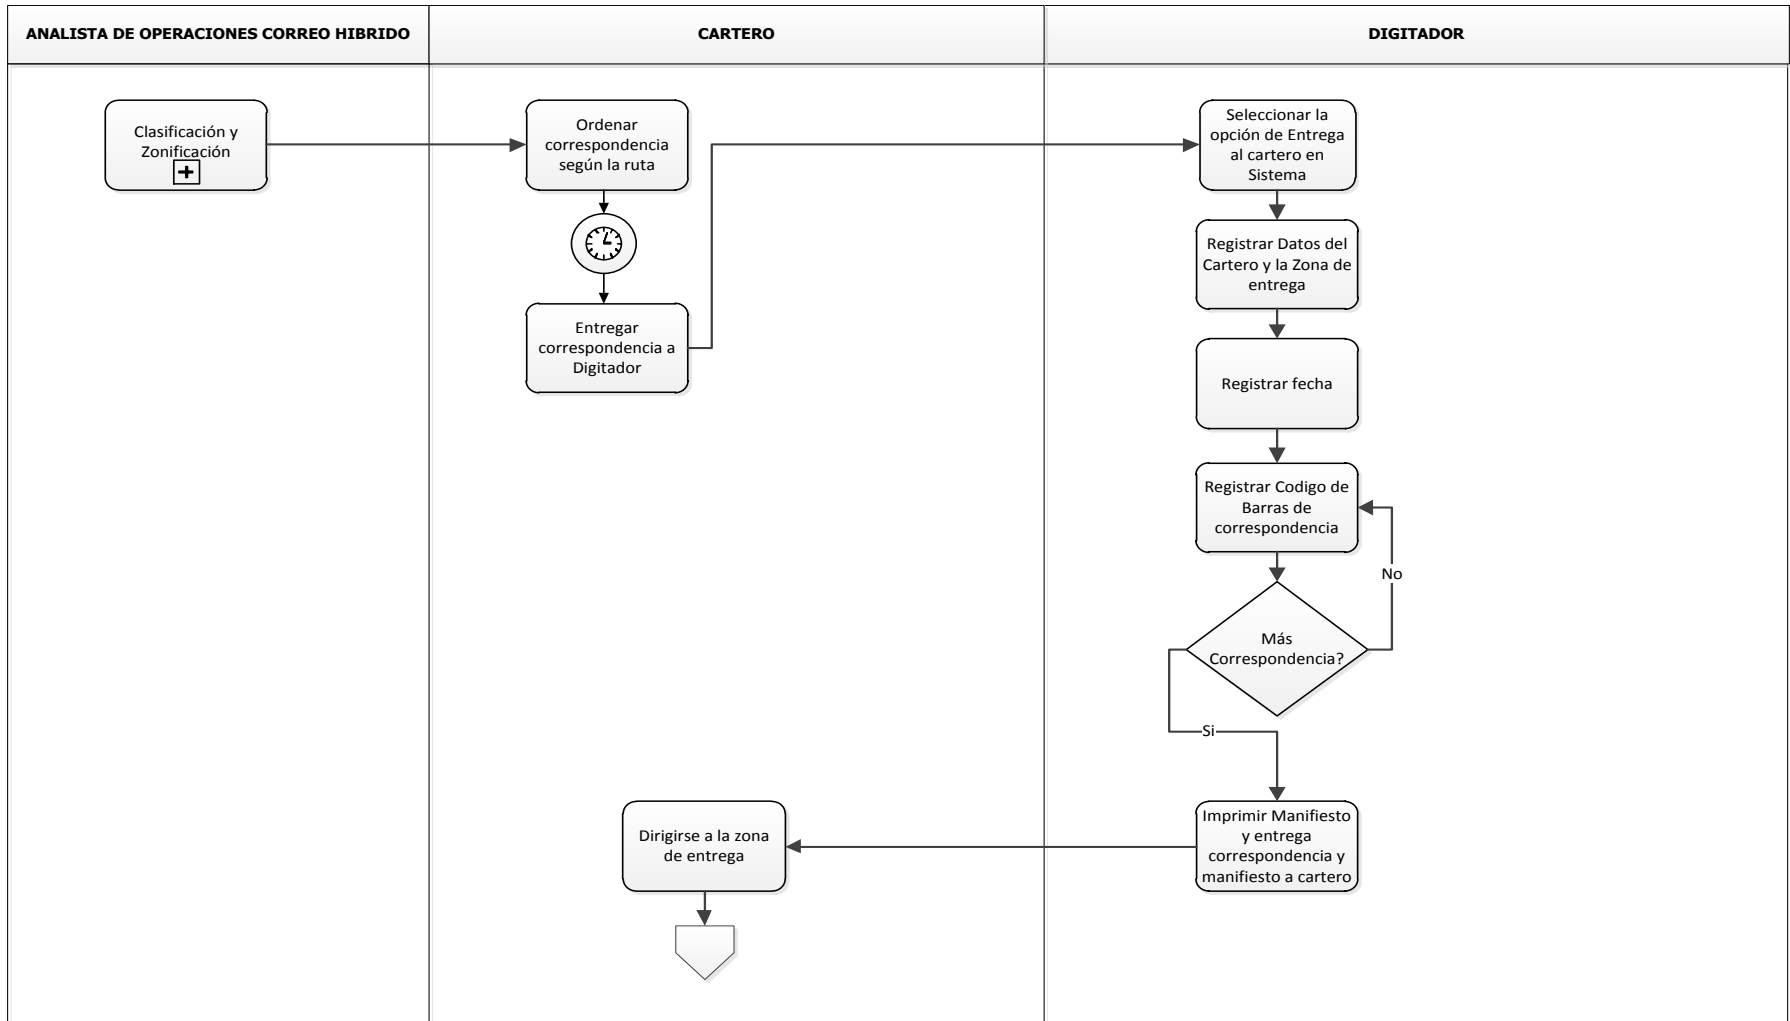 ANALISTA DE OPERACIONES CORREO HIBRIDO
CARTERO
DIGITADOR
Clasificación y
Zonificación
Ordenar
correspondencia
según la ruta
Seleccionar la
opción de Entrega
al cartero en
Sistema
Registrar Datos del
Cartero y la Zona de
entrega
Entregar
correspondencia a
Digitador
Registrar fecha
Registrar Codigo de
Barras de
correspondencia
No
Más
Correspondencia?
Si
Imprimir Manifiesto
y entrega
correspondencia y
manifiesto a cartero
Dirigirse a la zona
de entrega